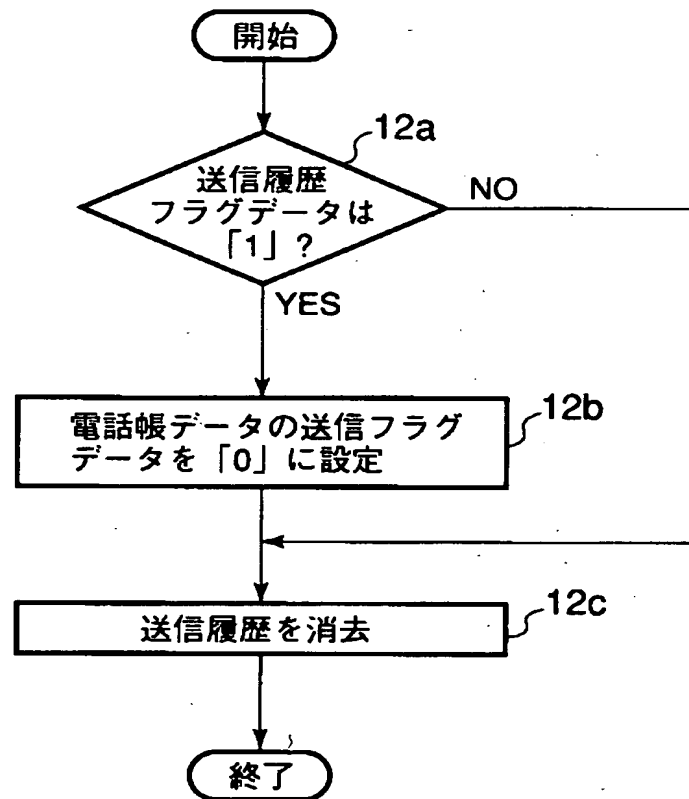 開始
12a
送信履歴
フラグデータは
「1」?
NO
YES
12b
電話帳データの送信フラグ
データを「0」に設定
12c
送信履歴を消去
終了